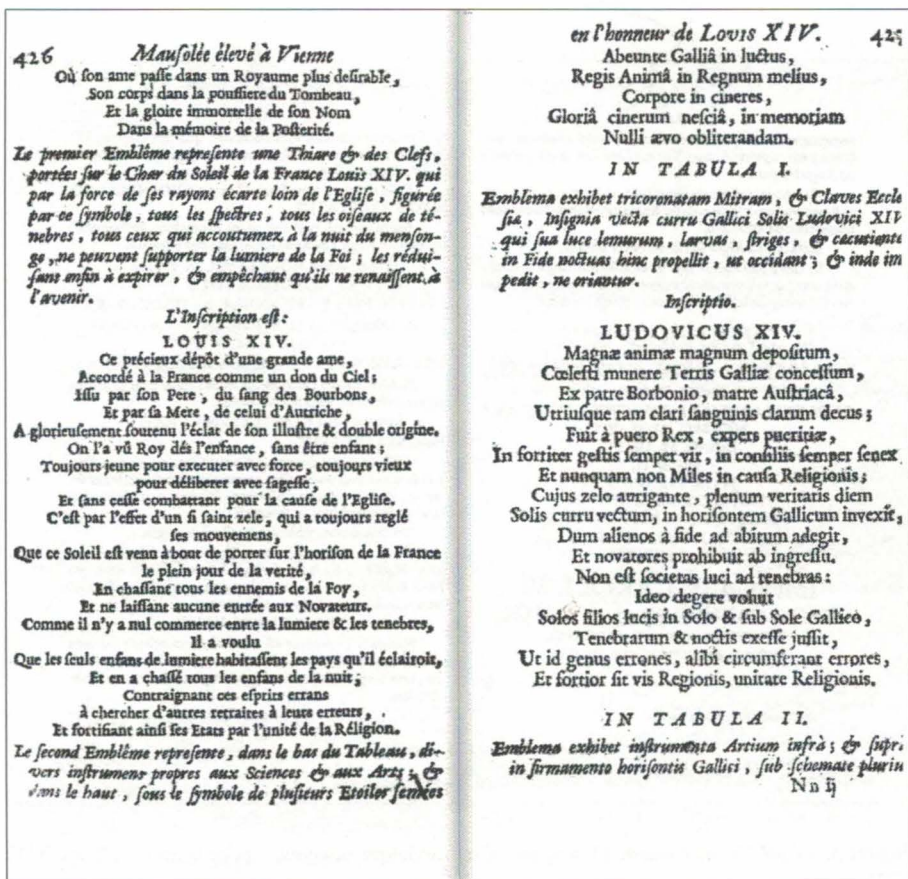 426 Mausolée élevé à Vienne
Où ſon ame paſſe dans un Royaume plus deſirable,
Son corps dans la pouſſiere du Tombeau,
Et la gloire immortelle de ſon Nom
Dans la mémoire de la Poſterité.
Le premier Emblême repreſente une Thiare & des Clefs,
portées ſur le Char du Soleil de la France Louis XIV. qui
par la force de ſes rayons écarte loin de l'Egliſe, figurée
par ce ſymbole, tous les ſpectres, tous les oiſeaux de té-
nebres, tous ceux qui accoutumez à la nuit du menſon-
ge, ne peuvent ſupporter la lumiere de la Foi; les rédui-
ſant enfin à expirer, & empêchant qu'ils ne renaiſſent à
l'avenir.
L'Inſcription eſt:
LOUIS XIV.
Ce précieux dépôt d'une grande ame,
Accordé à la France comme un don du Ciel;
Iſſu par ſon Pere, du ſang des Bourbons,
Et par ſa Mere, de celui d'Autriche,
A glorieuſement ſoutenu l'éclat de ſon illuſtre & double origine.
On l'a vû Roy dés l'enfance, ſans être enfant;
Toujours jeune pour executer avec force, toujours vieux
pour déliberer avec ſageſſe,
Et ſans ceſſe combattant pour la cauſe de l'Egliſe.
C'eſt par l'effet d'un ſi ſaint zele, qui a toujours reglé
ſes mouvemens,
Que ce Soleil eſt venu à bout de porter ſur l'horiſon de la France
le plein jour de la verité,
En chaſſant tous les ennemis de la Foy,
Et ne laiſſant aucune entrée aux Novateurs.
Comme il n'y a nul commerce entre la lumiere & les tenebres,
Il a voulu
Que les ſeuls enfans de lumiere habitaſſent les pays qu'il éclairoit,
Et en a chaſſé tous les enfans de la nuit;
Contraignant ces eſprits errans
à chercher d'autres retraites à leurs erreurs,
Et fortifiant ainſi ſes Etats par l'unité de la Réligion.
Le ſecond Emblême repreſente, dans le bas du Tableau, di-
vers inſtrumens propres aux Sciences & aux Arts; &
dans le haut, ſous le ſymbole de pluſieurs Etoiles ſemées
en l'honneur de Louis XIV. 425
Abeunte Galliâ in luctus,
Regis Animâ in Regnum melius,
Corpore in cineres,
Gloriâ cinerum neſciâ, in memoriam
Nulli ævo obliterandam.
IN TABULA I.
Emblema exhibet tricoronatam Mitram, & Claves Eccle
ſiæ, Inſignia vecta curru Gallici Solis Ludovici XIV
qui ſua luce lemurum, larvas, ſtriges, & cæcutiente
in Fide noctuas hinc propellit, ut occidant; & inde im
pedit, ne oriantur.
Inſcriptio.
LUDOVICUS XIV.
Magnæ animæ magnum depoſitum,
Cœleſti munere Terris Galliæ conceſſum,
Ex patre Borbonio, matre Auſtriacâ,
Utriuſque tam clari ſanguinis clarum decus;
Fuit à puero Rex, expers pueritiæ,
In fortiter geſtis ſemper vir, in conſiliis ſemper ſenex
Et nunquam non Miles in cauſa Religionis;
Cujus zelo aurigante, plenum veritatis diem
Solis curru vectum, in horiſontem Gallicum invexit,
Dum alienos à fide ad abitum adegit,
Et novatores prohibuit ab ingreſſu.
Non eſt ſocietas luci ad tenebras:
Ideo degere voluit
Solos filios lucis in Solo & ſub Sole Gallico,
Tenebrarum & noctis exeſſe juſſit,
Ut id genus errones, alibi circumferant errores,
Et fortior ſit vis Regionis, unitate Religionis.
IN TABULA II.
Emblema exhibet inſtrumenta Artium infrà; & ſupr
in firmamento horiſontis Gallici, ſub ſchemate pluriu
Nn ij